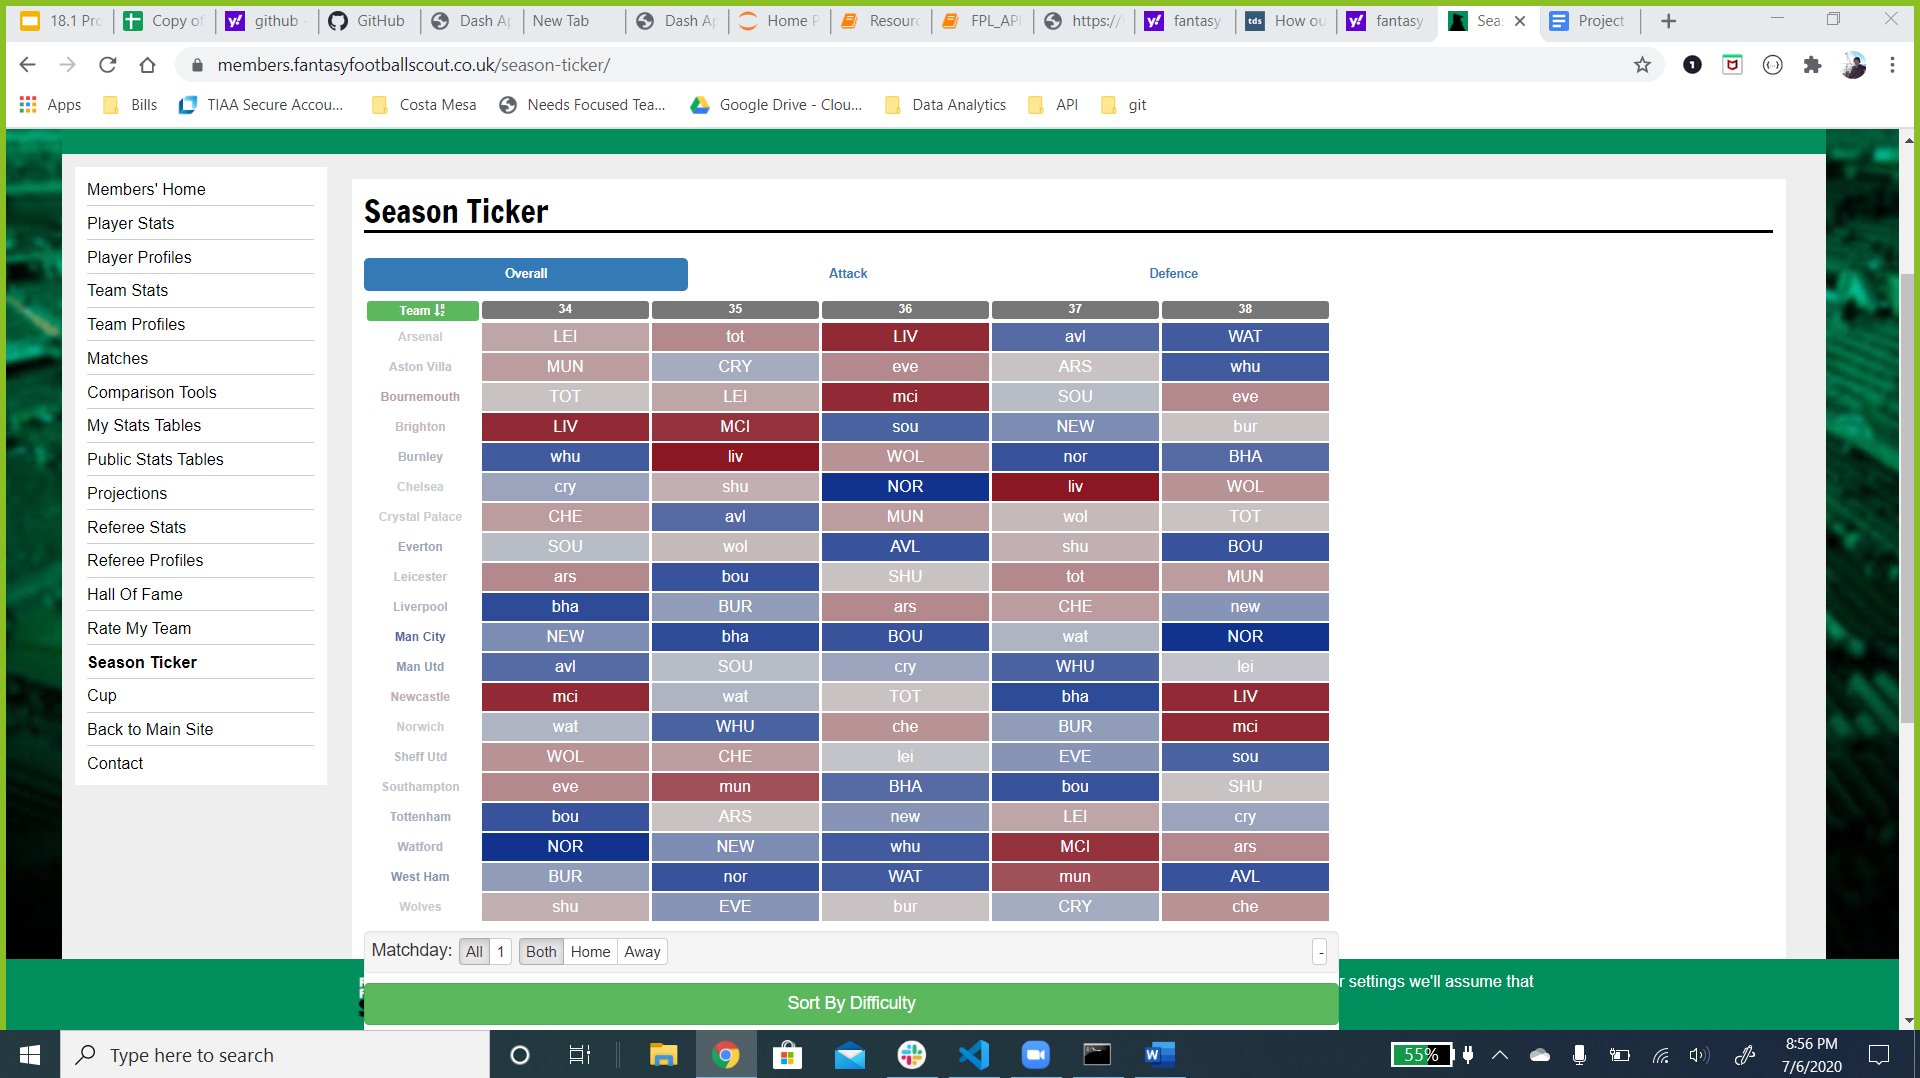 18.1 Pro
Copy of
github -
GitHub
Dash Ap
New Tab
Dash Ap
Home P
Resourc
FPL_API
https://
fantasy
How ou
fantasy
Seas
Project
members.fantasyfootballscout.co.uk/season-ticker/
Apps
Bills
TIAA Secure Accou...
Costa Mesa
Needs Focused Tea...
Google Drive - Clou...
Data Analytics
API
git
Members' Home
Player Stats
Player Profiles
Team Stats
Team Profiles
Matches
Comparison Tools
My Stats Tables
Public Stats Tables
Projections
Referee Stats
Referee Profiles
Hall Of Fame
Rate My Team
Season Ticker
Cup
Back to Main Site
Contact
Season Ticker
Overall Attack Defence
Team 34 35 36 37 38
Arsenal LEI tot LIV avl WAT
Aston Villa MUN CRY eve ARS whu
Bournemouth TOT LEI mci SOU eve
Brighton LIV MCI sou NEW bur
Burnley whu liv WOL nor BHA
Chelsea cry shu NOR liv WOL
Crystal Palace CHE avl MUN wol TOT
Everton SOU wol AVL shu BOU
Leicester ars bou SHU tot MUN
Liverpool bha BUR ars CHE new
Man City NEW bha BOU wat NOR
Man Utd avl SOU cry WHU lei
Newcastle mci wat TOT bha LIV
Norwich wat WHU che BUR mci
Sheff Utd WOL CHE lei EVE sou
Southampton eve mun BHA bou SHU
Tottenham bou ARS new LEI cry
Watford NOR NEW whu MCI ars
West Ham BUR nor WAT mun AVL
Wolves shu EVE bur CRY che
Matchday: All 1 Both Home Away -
r settings we'll assume that
Sort By Difficulty
Type here to search
55%
8:56 PM
7/6/2020